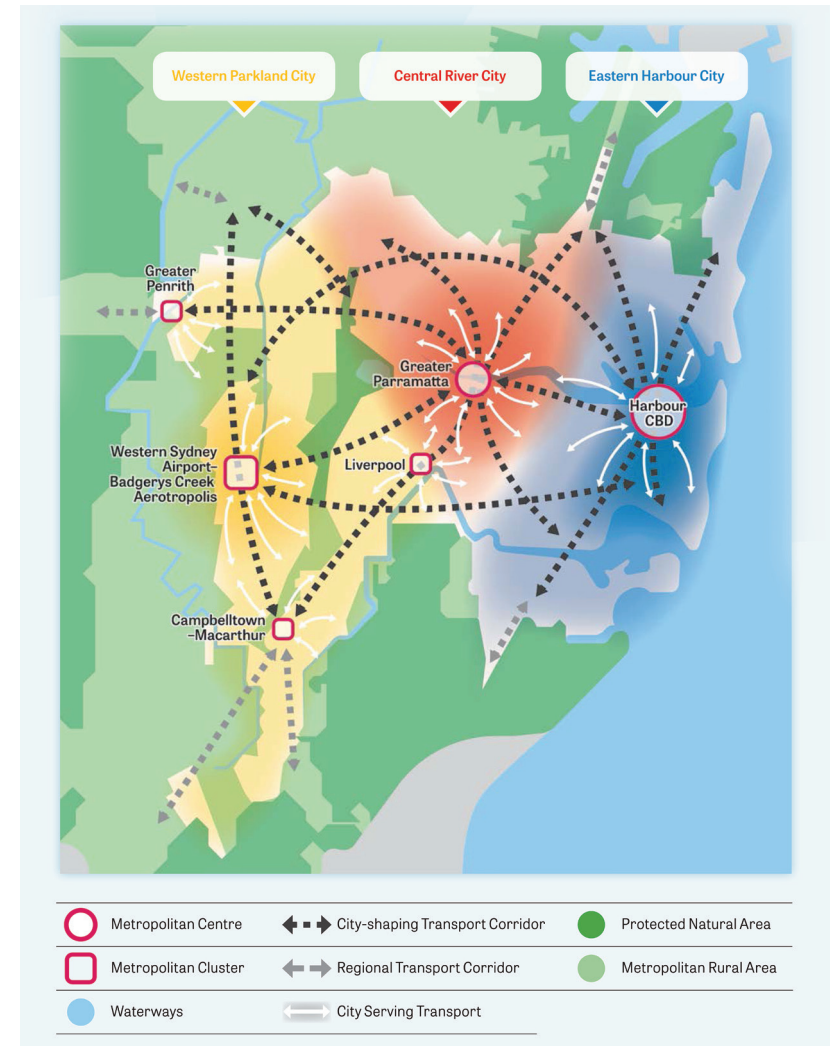 Western Parkland City
Central River City
Eastern Harbour City
Greater
Penrith
Greater
Parramatta
Harbour
CBD
Western Sydney
Airport–
Badgerys Creek
Aerotropolis
Liverpool
Campbelltown
–Macarthur
Metropolitan Centre
City-shaping Transport Corridor
Protected Natural Area
Metropolitan Cluster
Regional Transport Corridor
Metropolitan Rural Area
Waterways
City Serving Transport